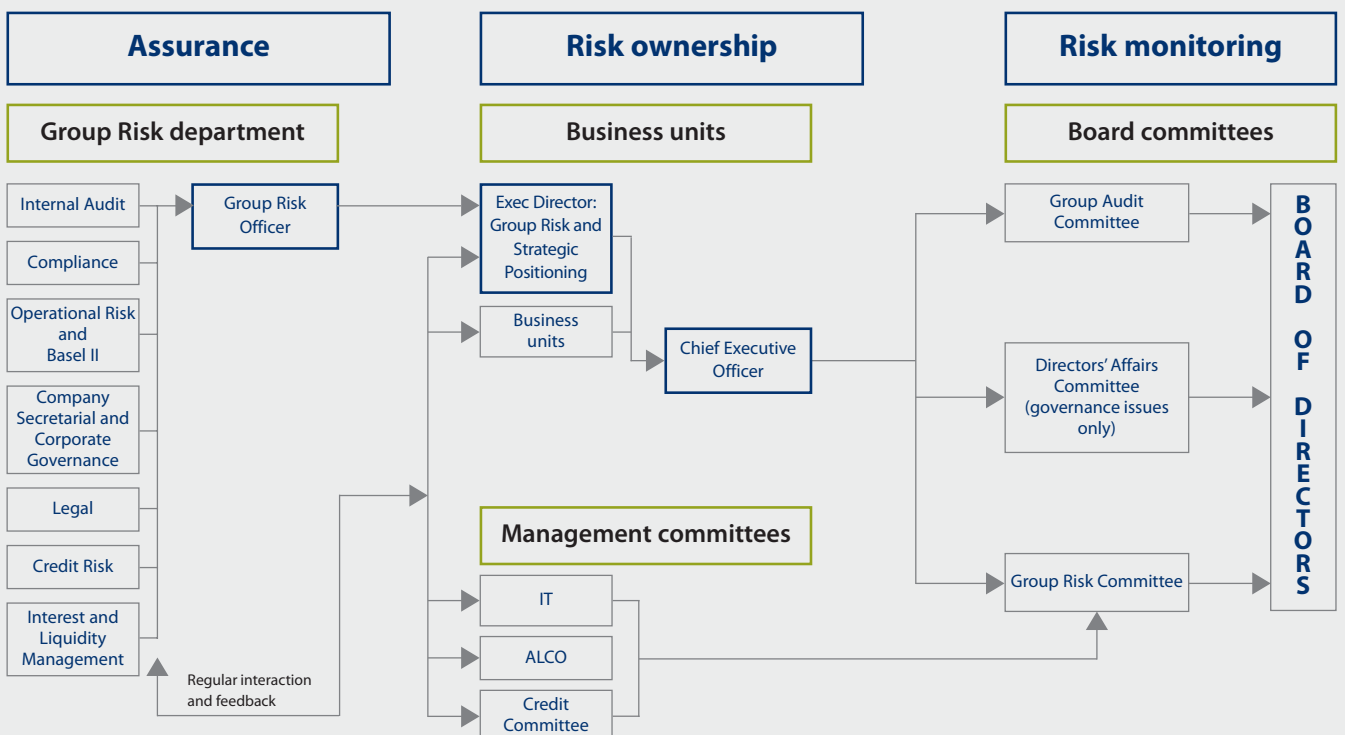 Assurance
Risk ownership
Risk monitoring
Group Risk department
Business units
Board committees
Internal Audit
Compliance
Operational Risk
and
Basel II
Company
Secretarial and
Corporate
Governance
Legal
Credit Risk
Interest and
Liquidity
Management
Group Risk
Officer
Regular interaction
and feedback
Exec Director:
Group Risk and
Strategic
Positioning
Business
units
Chief Executive
Officer
Management committees
IT
ALCO
Credit
Committee
Group Audit
Committee
Directors' Affairs
Committee
(governance issues
only)
Group Risk Committee
BOARD OF DIRECTORS